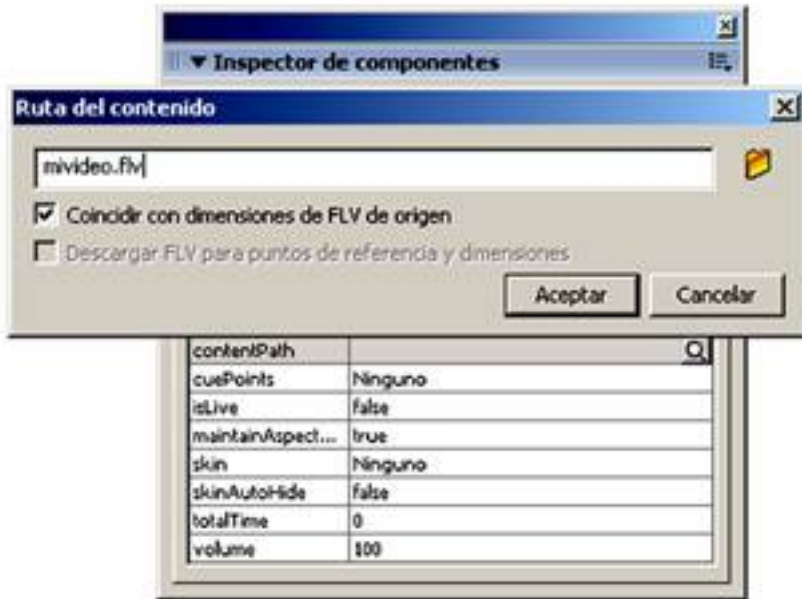 Inspector de componentes
Ruta del contenido
mivideo.flv
Coincidir con dimensiones de FLV de origen
Descargar FLV para puntos de referencia y dimensiones
Aceptar Cancelar
contentPath
cuePoints Ninguno
isLive false
maintainAspect... true
skin Ninguno
skinAutoHide false
totalTime 0
volume 100